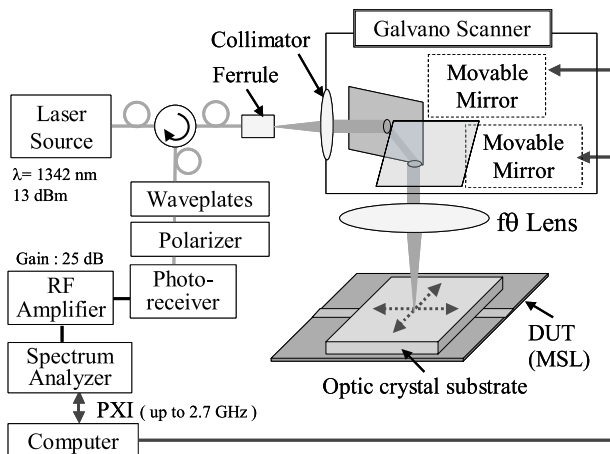 Galvano Scanner
Collimator
Ferrule
Movable
Mirror
Movable
Mirror
Laser
Source
λ= 1342 nm
13 dBm
Waveplates
Polarizer
fθ Lens
Gain : 25 dB
RF
Amplifier
Photo-
receiver
DUT
(MSL)
Spectrum
Analyzer
Optic crystal substrate
PXI ( up to 2.7 GHz )
Computer